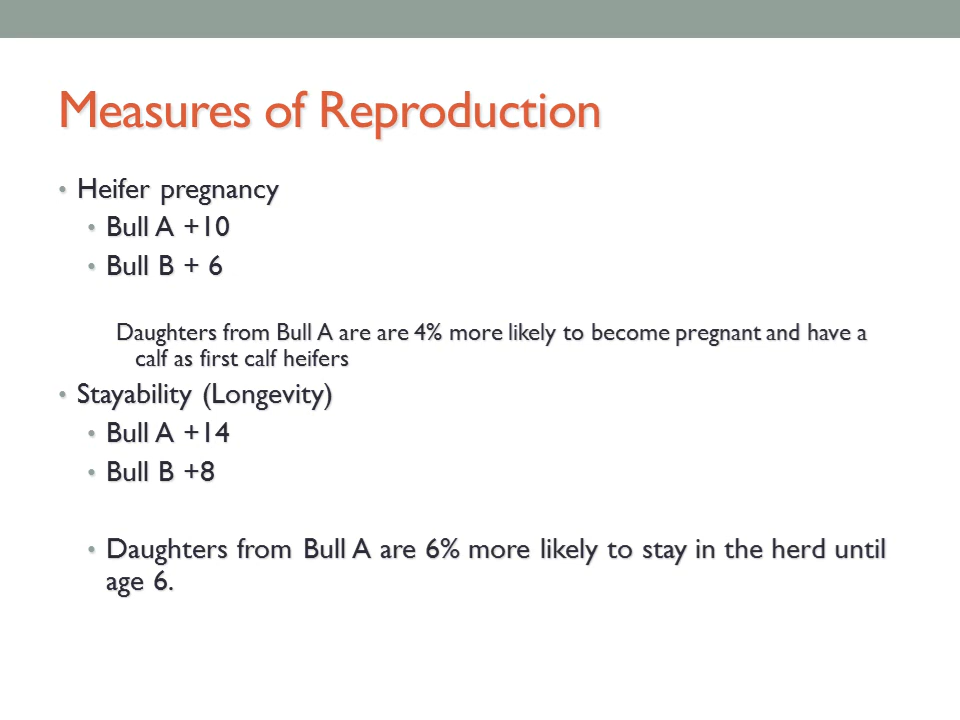 Measures of Reproduction
• Heifer pregnancy
• Bull A +10
• Bull B + 6
Daughters from Bull A are are 4% more likely to become pregnant and have a
calf as first calf heifers
• Stayability (Longevity)
• Bull A +14
• Bull B +8
• Daughters from Bull A are 6% more likely to stay in the herd until
age 6.